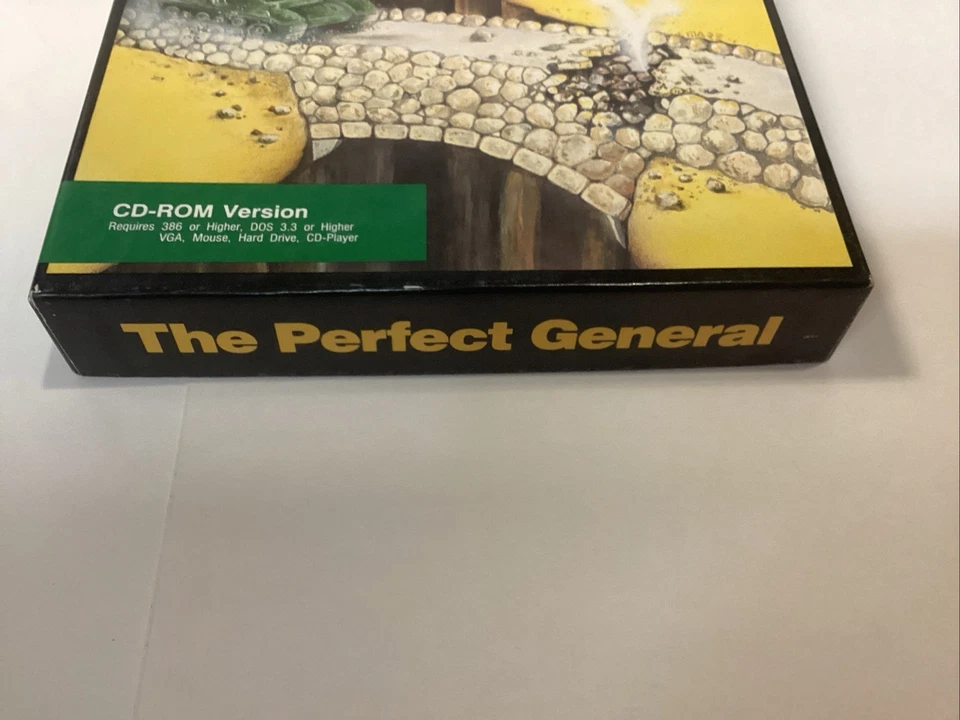 CD-ROM Version
Requires 386 or Higher, DOS 3.3 or Higher
VGA, Mouse, Hard Drive, CD-Player
The Perfect General